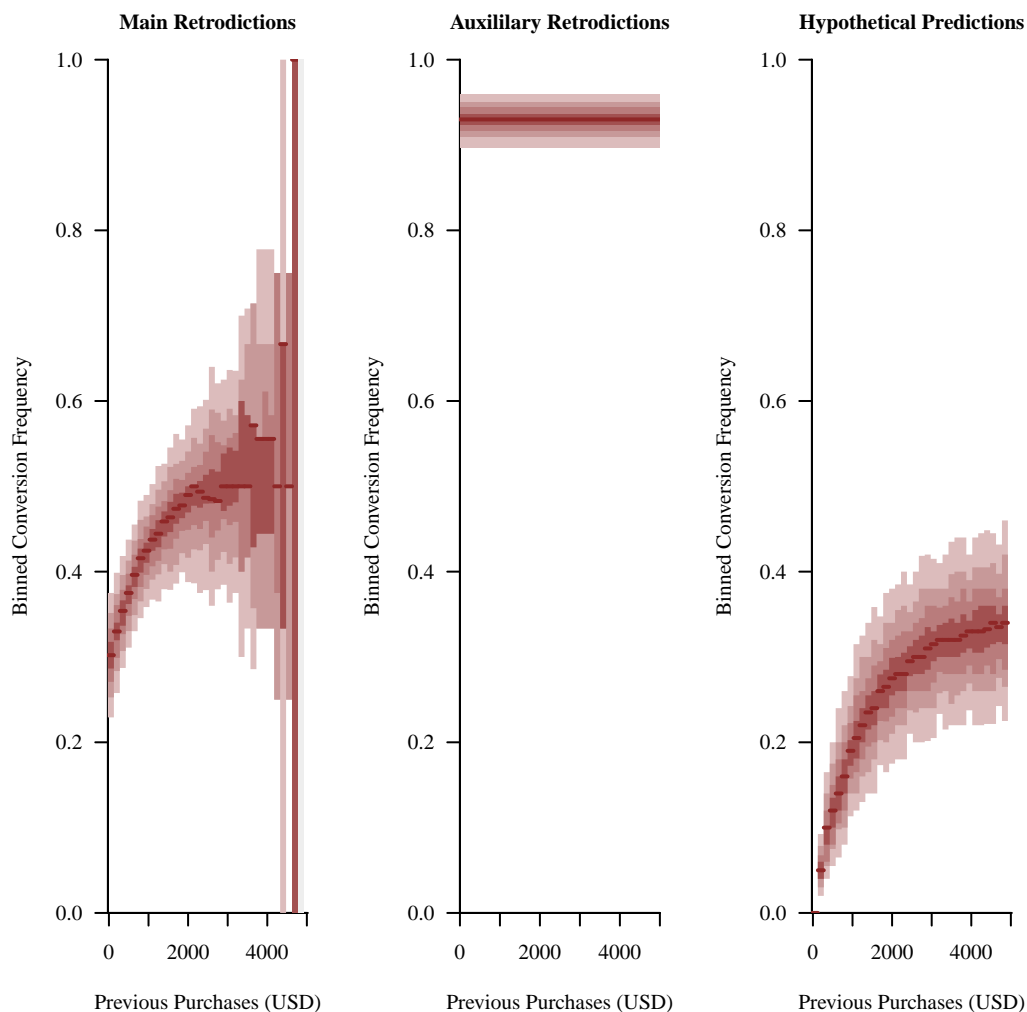 Main Retrodictions
Binned Conversion Frequency
1.0
0.8
0.6
0.4
0.2
0.0
0 2000 4000
Previous Purchases (USD)
Auxililary Retrodictions
Binned Conversion Frequency
1.0
0.8
0.6
0.4
0.2
0.0
0 2000 4000
Previous Purchases (USD)
Hypothetical Predictions
Binned Conversion Frequency
1.0
0.8
0.6
0.4
0.2
0.0
0 2000 4000
Previous Purchases (USD)